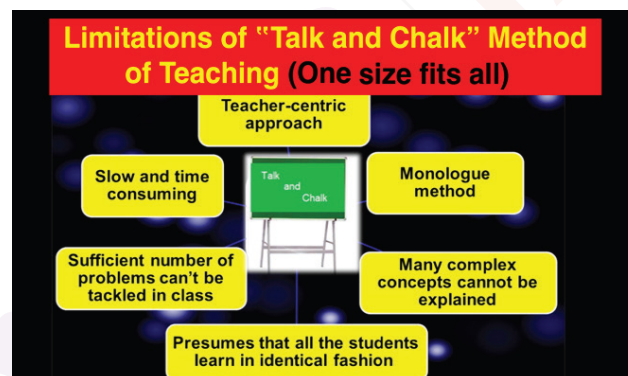 Limitations of "Talk and Chalk" Method
of Teaching (One size fits all)
Teacher-centric
approach
Slow and time
consuming
Talk
and
Chalk
Monologue
method
Sufficient number of
problems can't be
tackled in class
Many complex
concepts cannot be
explained
Presumes that all the students
learn in identical fashion